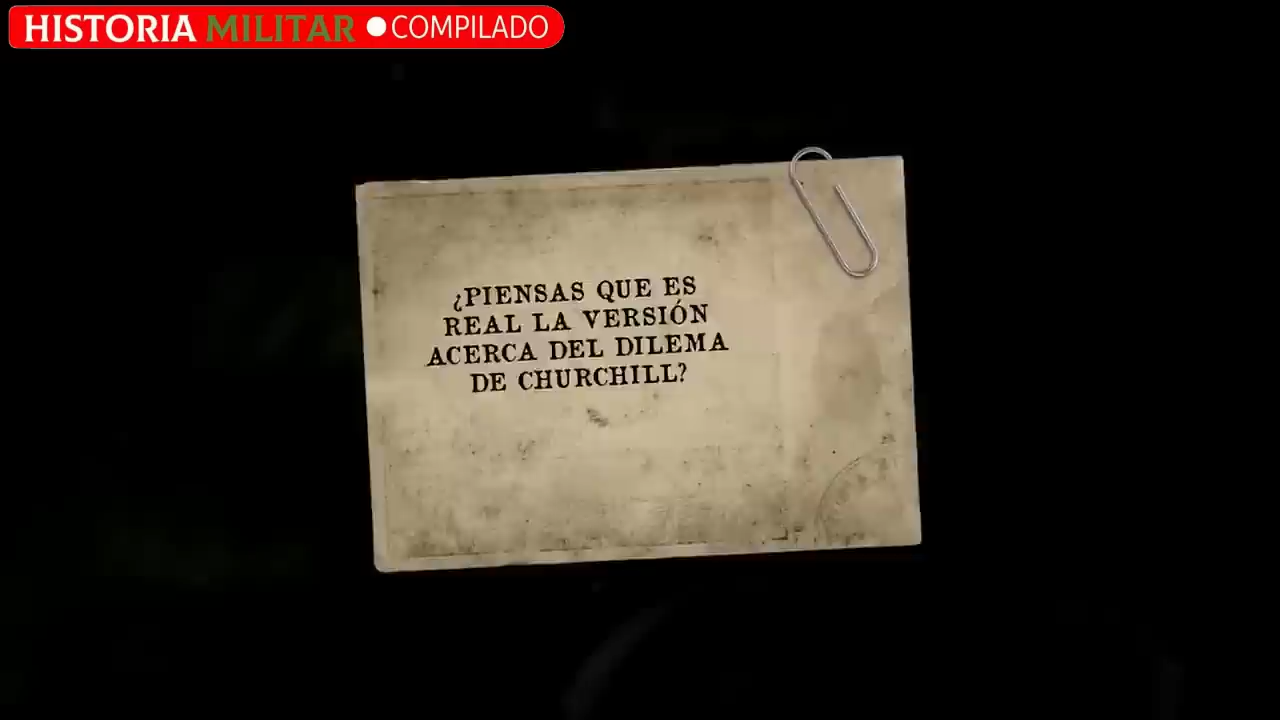 HISTORIA MILITAR COMPILADO
¿PIENSAS QUE ES
REAL LA VERSIÓN
ACERCA DEL DILEMA
DE CHURCHILL?